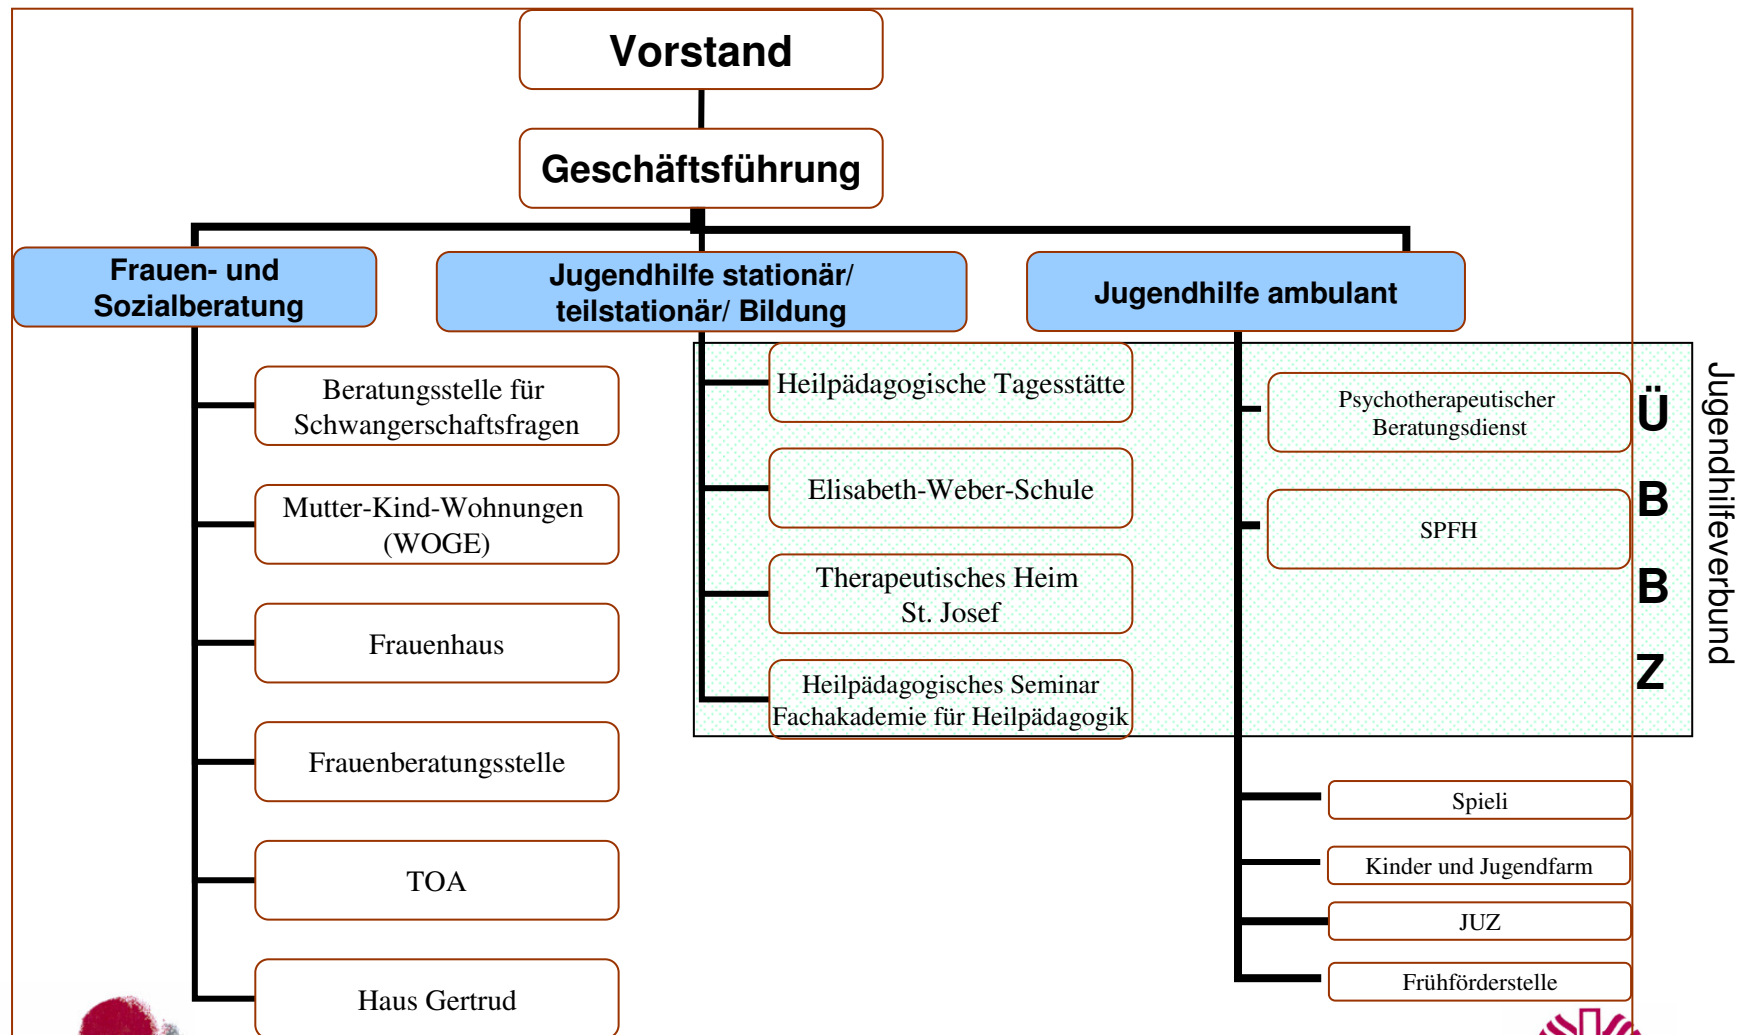 Vorstand
Geschäftsführung
Frauen- und
Sozialberatung
Jugendhilfe stationär/
teilstationär/ Bildung
Jugendhilfe ambulant
Beratungsstelle für
Schwangerschaftsfragen
Mutter-Kind-Wohnungen
(WOGE)
Frauenhaus
Frauenberatungsstelle
TOA
Haus Gertrud
Heilpädagogische Tagesstätte
Elisabeth-Weber-Schule
Therapeutisches Heim
St. Josef
Heilpädagogisches Seminar
Fachakademie für Heilpädagogik
Psychotherapeutischer
Beratungsdienst
SPFH
Spieli
Kinder und Jugendfarm
JUZ
Frühförderstelle
Ü
B
B
Z
Jugendhilfeverbund